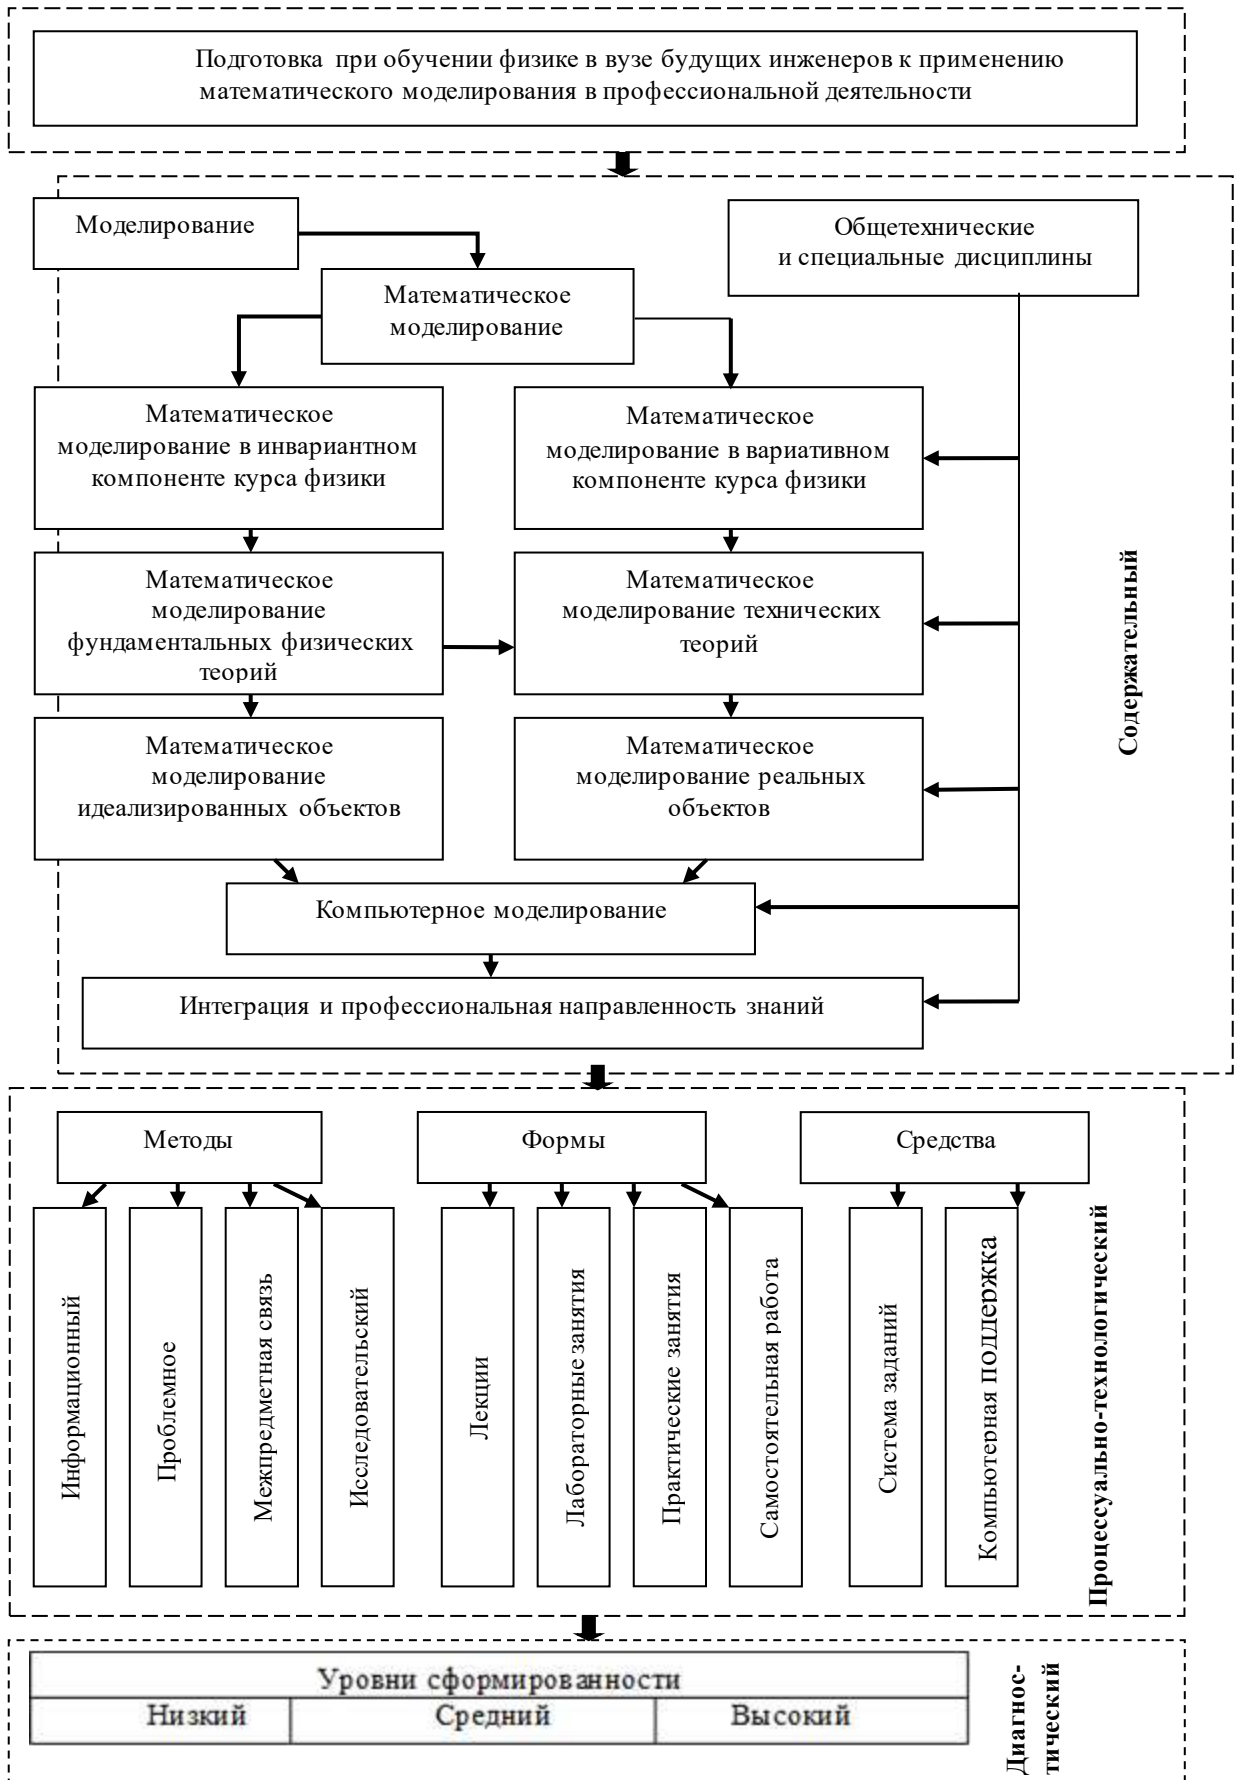 Подготовка при обучении физике в вузе будущих инженеров к применению
математического моделирования в профессиональной деятельности
Моделирование
Общетехнические
и специальные дисциплины
Математическое
моделирование
Математическое
моделирование в инвариантном
компоненте курса физики
Математическое
моделирование в вариативном
компоненте курса физики
Математическое
моделирование
фундаментальных физических
теорий
Математическое
моделирование технических
теорий
Математическое
моделирование
идеализированных объектов
Математическое
моделирование реальных
объектов
Компьютерное моделирование
Интеграция и профессиональная направленность знаний
Содержательный
Методы
Формы
Средства
Информационный
Проблемное
Межпредметная связь
Исследовательский
Лекции
Лабораторные занятия
Практические занятия
Самостоятельная работа
Система заданий
Компьютерная поддержка
Процессуально-технологический
Уровни сформированности
Низкий
Средний
Высокий
Диагнос-
тический